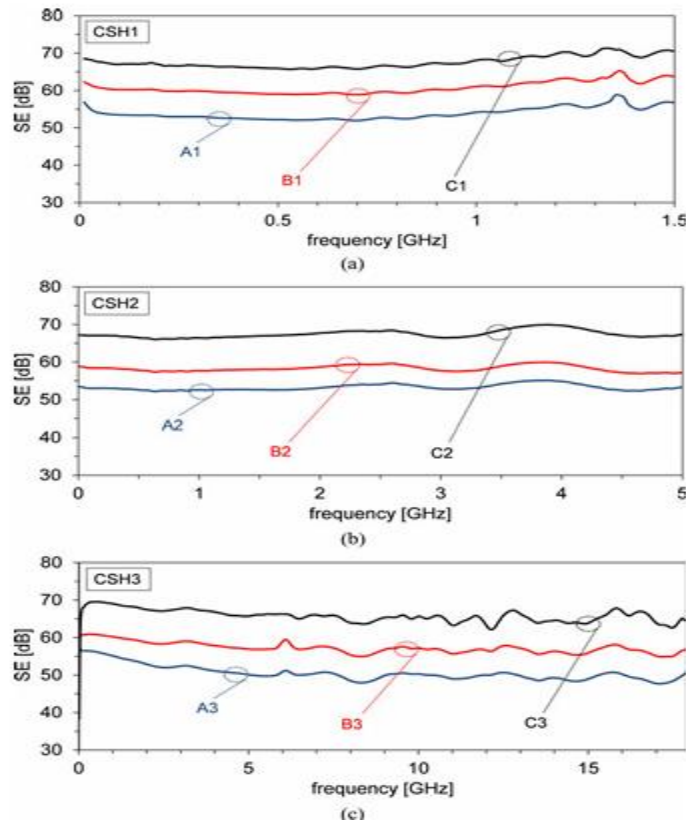 80
CSH1
70
60
SE [dB]
50
A1
B1
C1
40
30
0
0.5
1
1.5
frequency [GHz]
(a)
80
CSH2
70
60
SE [dB]
50
A2
B2
C2
40
30
0
1
2
3
4
5
frequency [GHz]
(b)
80
CSH3
70
60
SE [dB]
50
A3
B3
C3
40
30
0
5
10
15
frequency [GHz]
(c)